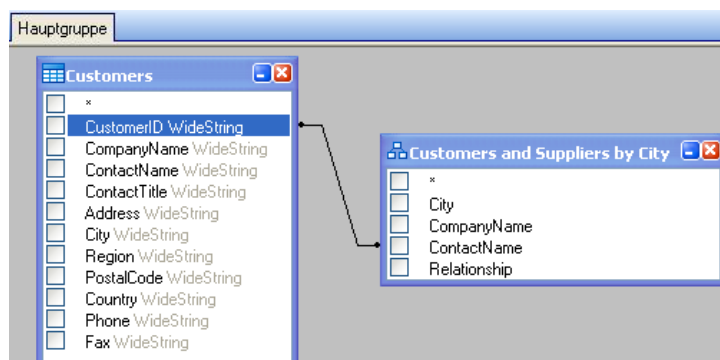 Hauptgruppe
Customers
*
CustomerID WideString
CompanyName WideString
ContactName WideString
ContactTitle WideString
Address WideString
City WideString
Region WideString
PostalCode WideString
Country WideString
Phone WideString
Fax WideString
Customers and Suppliers by City
*
City
CompanyName
ContactName
Relationship